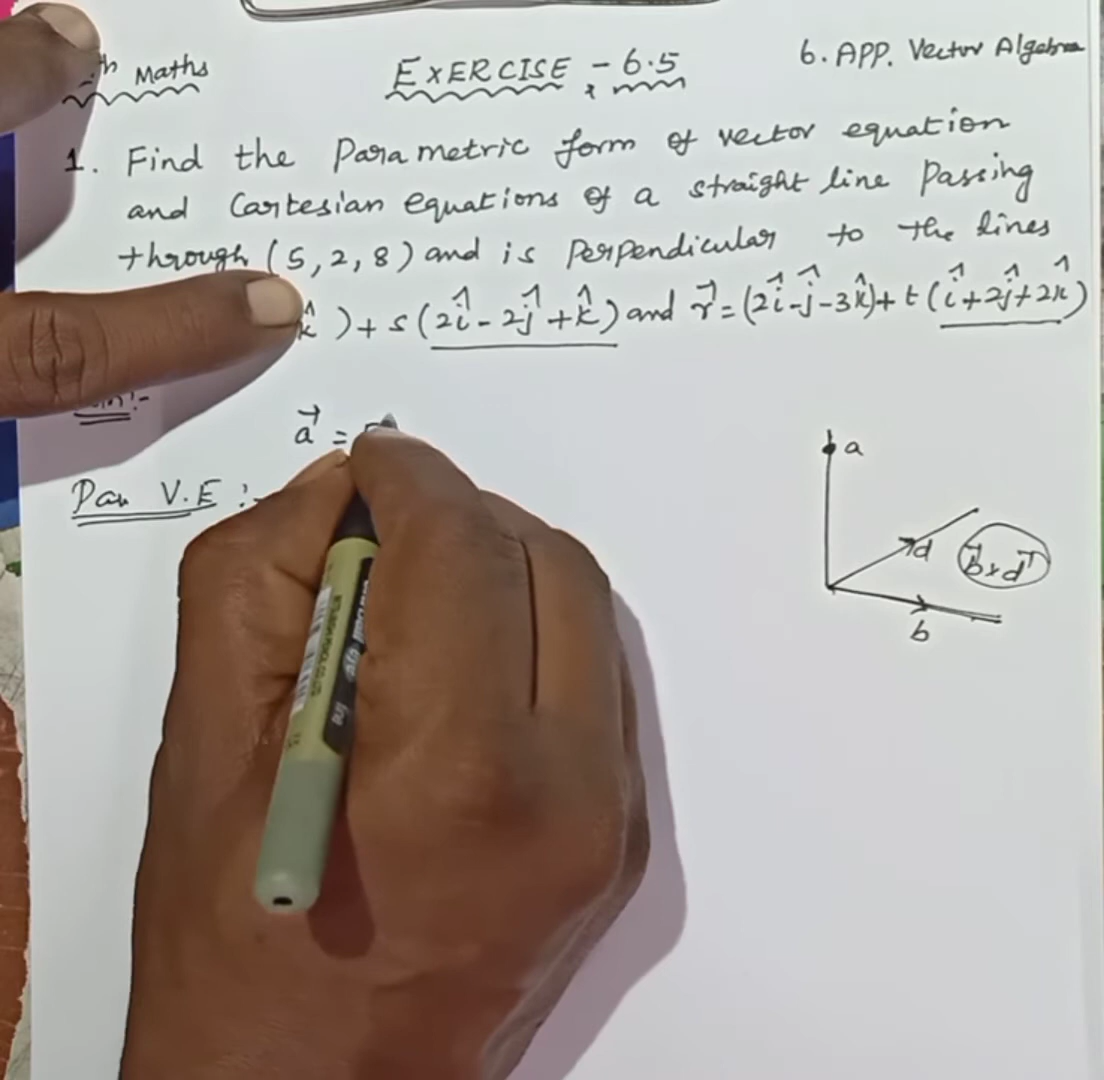 th Maths EXERCISE - 6.5 6. APP. Vector Algebra
1. Find the Parametric form of vector equation
and Cartesian equations of a straight line Passing
through (5, 2, 8) and is Perpendicular to the lines
k̂ ) + s (2î - 2ĵ + k̂) and r⃗ = (2î - ĵ - 3k̂) + t (î + 2ĵ + 2k̂)
a⃗ =
Par V.E :-
a
d
b⃗ x d⃗
b